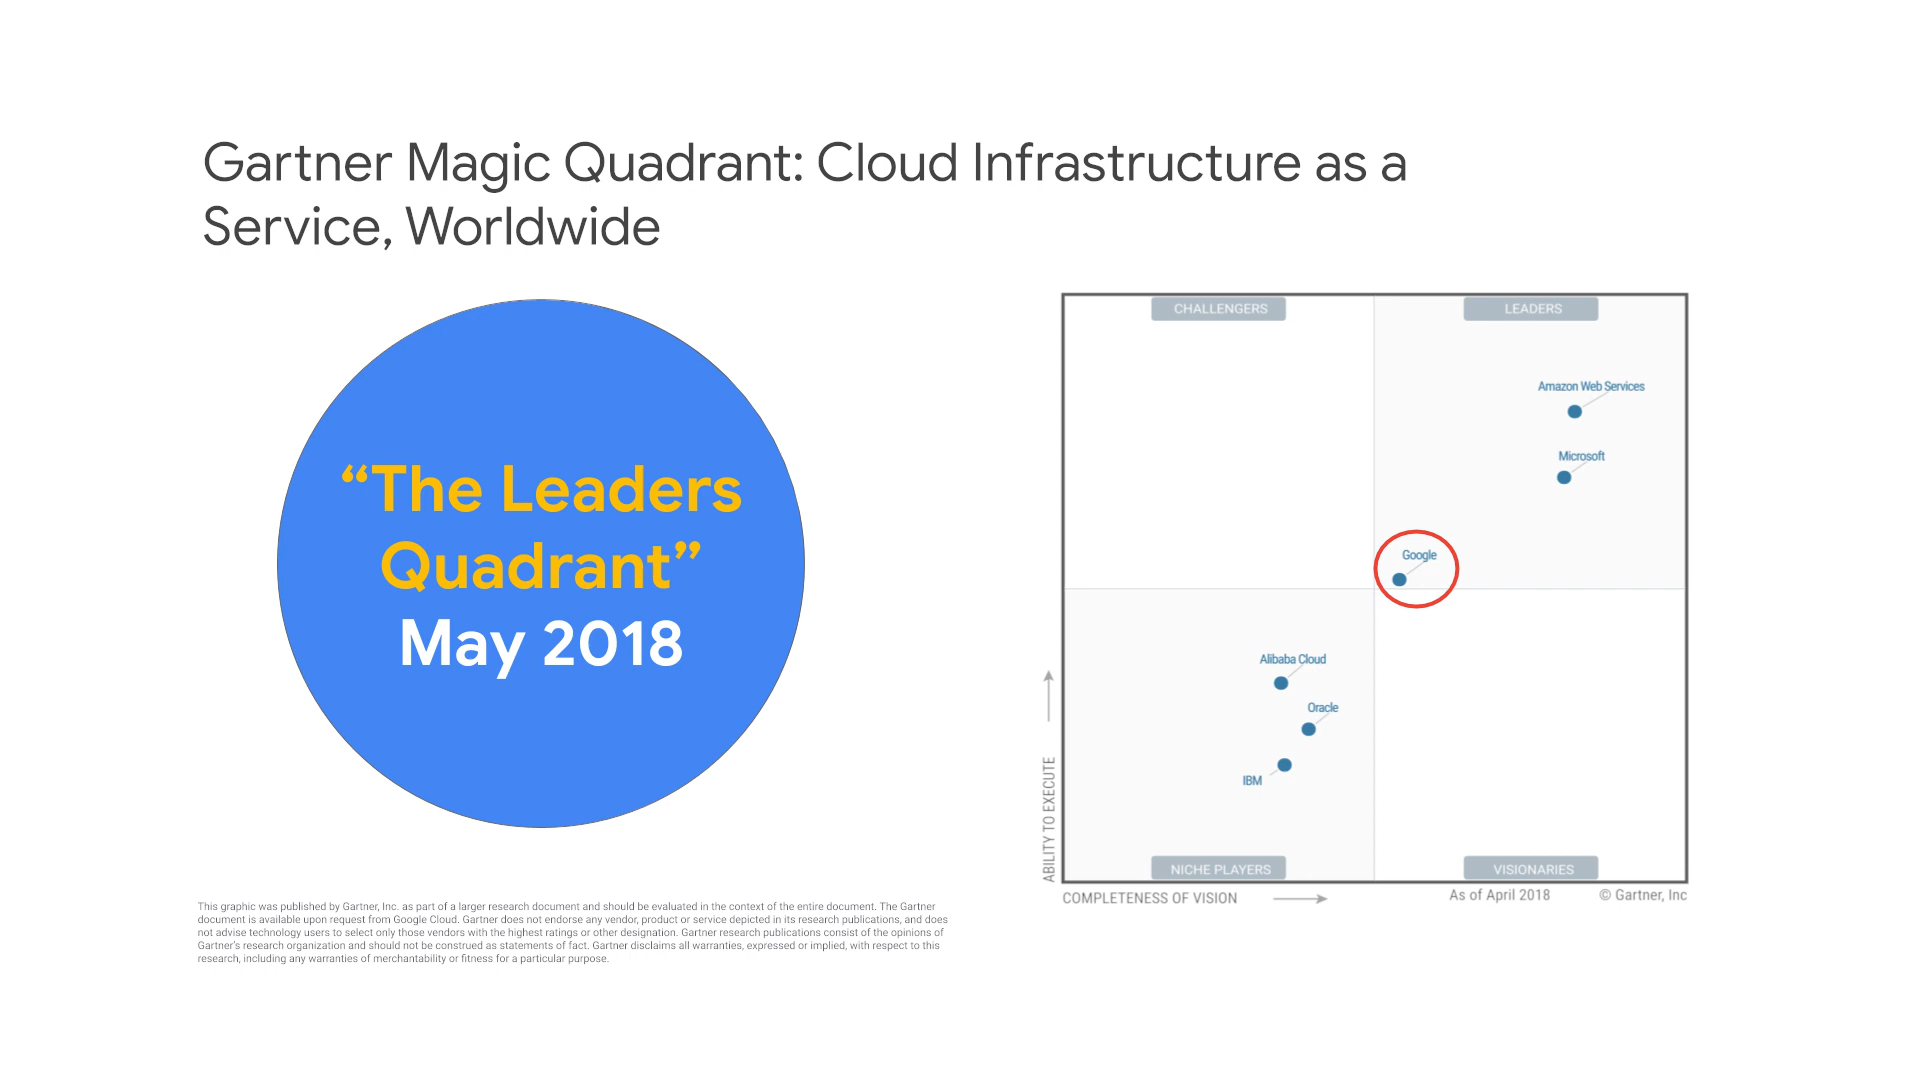 Gartner Magic Quadrant: Cloud Infrastructure as a
Service, Worldwide
“The Leaders
Quadrant”
May 2018
CHALLENGERS
LEADERS
Amazon Web Services
Microsoft
Google
Alibaba Cloud
Oracle
IBM
ABILITY TO EXECUTE
NICHE PLAYERS
VISIONARIES
COMPLETENESS OF VISION
As of April 2018
© Gartner, Inc
This graphic was published by Gartner, Inc. as part of a larger research document and should be evaluated in the context of the entire document. The Gartner
document is available upon request from Google Cloud. Gartner does not endorse any vendor, product or service depicted in its research publications, and does
not advise technology users to select only those vendors with the highest ratings or other designation. Gartner research publications consist of the opinions of
Gartner’s research organization and should not be construed as statements of fact. Gartner disclaims all warranties, expressed or implied, with respect to this
research, including any warranties of merchantability or fitness for a particular purpose.